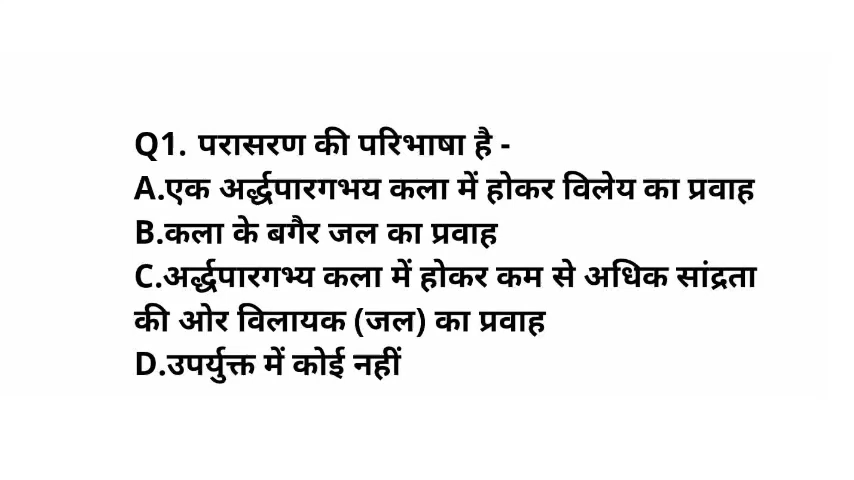 Q1. परासरण की परिभाषा है -
A.एक अर्द्धपारगभय कला में होकर विलेय का प्रवाह
B.कला के बगैर जल का प्रवाह
C.अर्द्धपारगभ्य कला में होकर कम से अधिक सांद्रता
की ओर विलायक (जल) का प्रवाह
D.उपर्युक्त में कोई नहीं